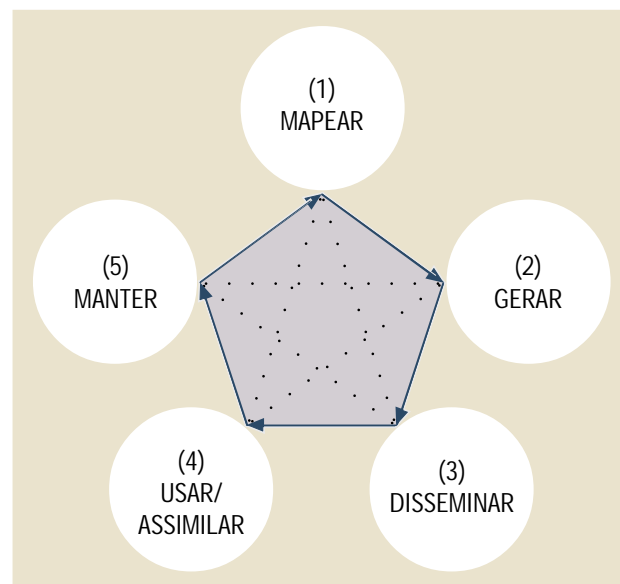 (1)
MAPEAR
(2)
GERAR
(3)
DISSEMINAR
(4)
USAR/
ASSIMILAR
(5)
MANTER